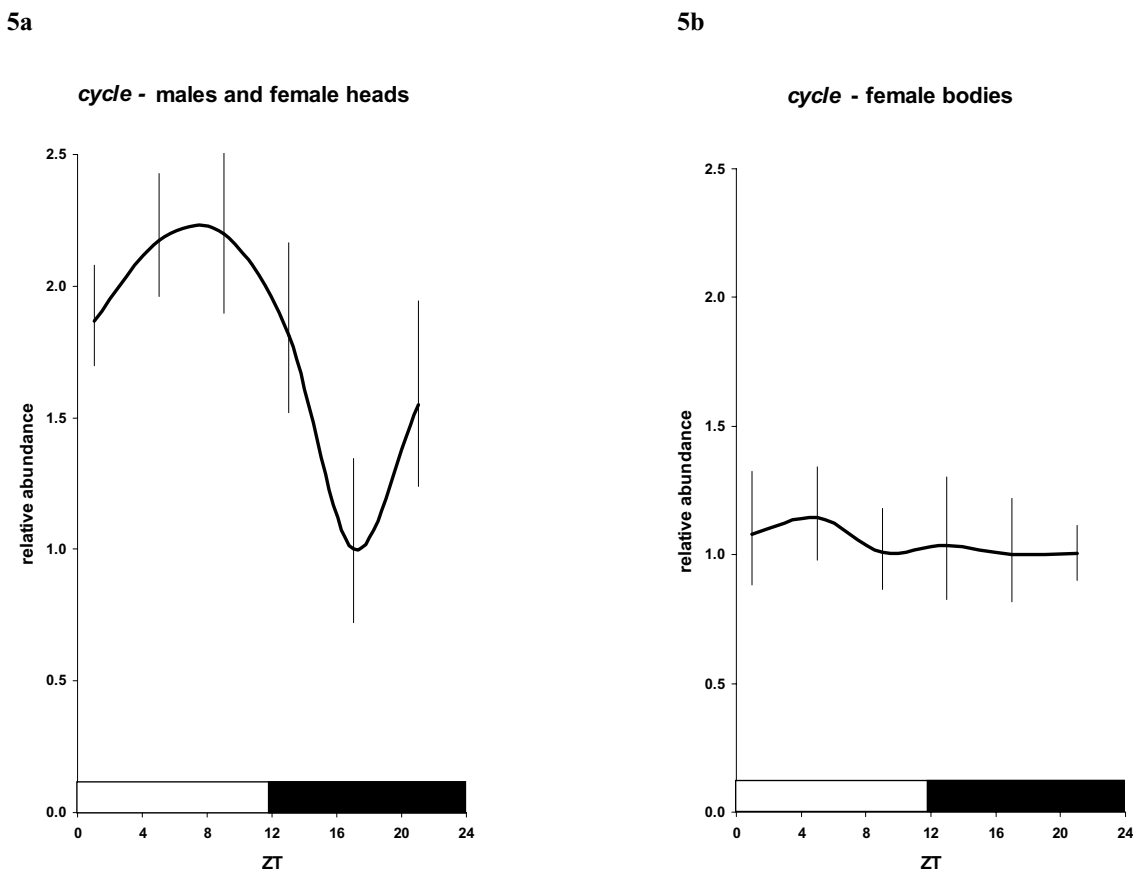 5a
cycle - males and female heads
2.5
2.0
1.5
1.0
0.5
0.0
relative abundance
0 4 8 12 16 20 24
ZT
5b
cycle - female bodies
2.5
2.0
1.5
1.0
0.5
0.0
relative abundance
0 4 8 12 16 20 24
ZT